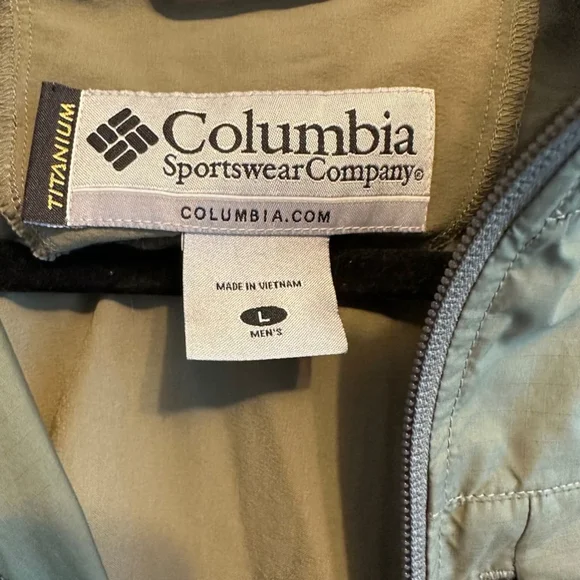 TITANIUM
Columbia
Sportswear Company®
COLUMBIA.COM
MADE IN VIETNAM
L
MEN'S